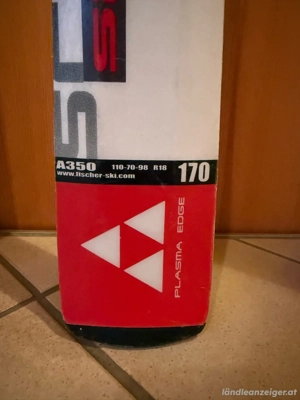 A350 110-70-98 R18 170
www.fischer-ski.com
PLASMA EDGE
ländleanzeiger.at